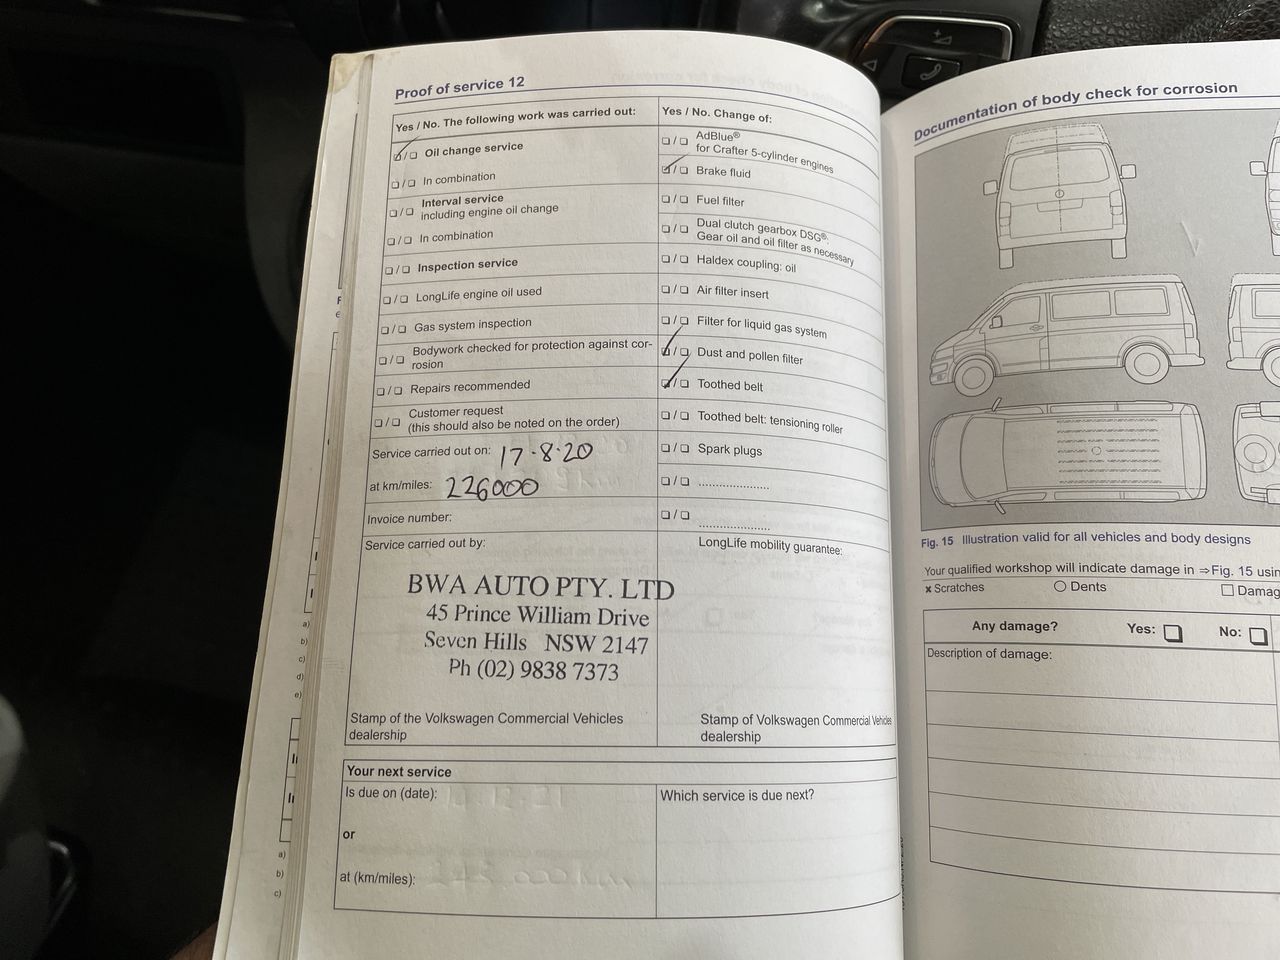 Proof of service 12
Yes / No. The following work was carried out:
☑/❏ Oil change service
❏/❏ In combination
❏/❏ Interval service
including engine oil change
❏/❏ In combination
❏/❏ Inspection service
❏/❏ LongLife engine oil used
❏/❏ Gas system inspection
❏/❏ Bodywork checked for protection against cor-
rosion
❏/❏ Repairs recommended
❏/❏ Customer request
(this should also be noted on the order)
Service carried out on: 17·8·20
at km/miles: 226000
Invoice number:
Service carried out by:
BWA AUTO PTY. LTD
45 Prince William Drive
Seven Hills NSW 2147
Ph (02) 9838 7373
Stamp of the Volkswagen Commercial Vehicles
dealership
Yes / No. Change of:
❏/❏ AdBlue®
for Crafter 5-cylinder engines
☑/❏ Brake fluid
❏/❏ Fuel filter
❏/❏ Dual clutch gearbox DSG®:
Gear oil and oil filter as necessary
❏/❏ Haldex coupling: oil
❏/❏ Air filter insert
❏/❏ Filter for liquid gas system
☑/❏ Dust and pollen filter
☑/❏ Toothed belt
❏/❏ Toothed belt: tensioning roller
❏/❏ Spark plugs
❏/❏ .....................
❏/❏ .....................
LongLife mobility guarantee:
Stamp of Volkswagen Commercial Vehicles
dealership
Your next service
Is due on (date):
or
at (km/miles):
Which service is due next?
a)
b)
c)
d)
e)
a)
b)
c)
Documentation of body check for corrosion
Fig. 15 Illustration valid for all vehicles and body designs
Your qualified workshop will indicate damage in ⇒Fig. 15
× Scratches ○ Dents
Any damage? Yes: ❏ No: ❏
Description of damage: